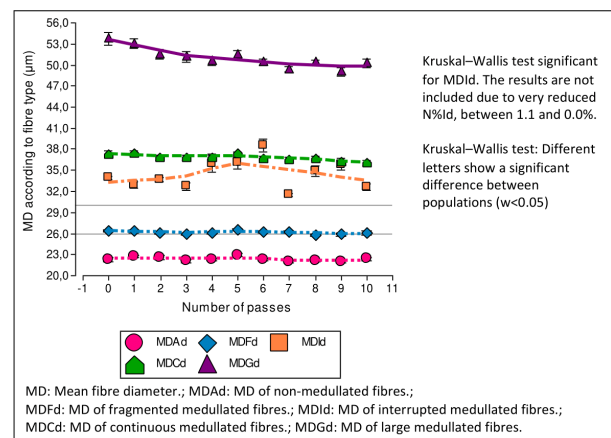 56,0
53,0
50,0
47,0
44,0
41,0
38,0
35,0
32,0
29,0
26,0
23,0
20,0
MD according to fibre type (µm)
-1 0 1 2 3 4 5 6 7 8 9 10 11
Number of passes
MDAd MDFd MDId
MDCd MDGd
Kruskal–Wallis test significant
for MDId. The results are not
included due to very reduced
N%Id, between 1.1 and 0.0%.
Kruskal–Wallis test: Different
letters show a significant
difference between
populations (w<0.05)
MD: Mean fibre diameter.; MDAd: MD of non-medullated fibres.;
MDFd: MD of fragmented medullated fibres.; MDId: MD of interrupted medullated fibres.;
MDCd: MD of continuous medullated fibres.; MDGd: MD of large medullated fibres.